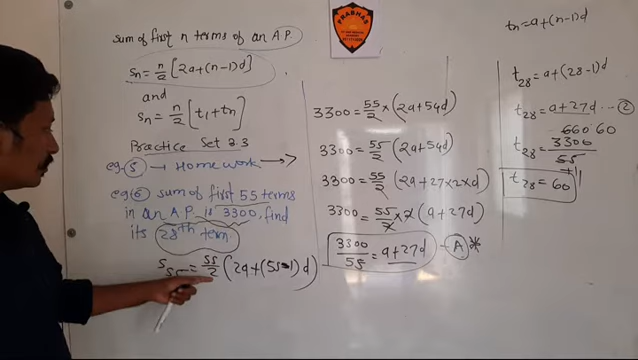 Sum of first n terms of an A.P.
Sn = n/2 [2a+(n-1)d]
and
Sn = n/2 [t1+tn]
Practice Set 3.3
eg (5) → Home work →
eg (6) sum of first 55 terms
in an A.P. is 3300, find
its 28th term.
S55 = 55/2 (2a+(55-1)d)
PRABHAS
3300 = 55/2 × (2a+54d)
3300 = 55/2 (2a+54d)
3300 = 55/2 (2a+27×2×d)
3300 = 55/2 × 2 (a+27d)
3300/55 = a+27d - A *
tn = a+(n-1)d
t28 = a+(28-1)d
t28 = a+27d -- (2)
660 60
t28 = 3300/55
11
t28 = 60